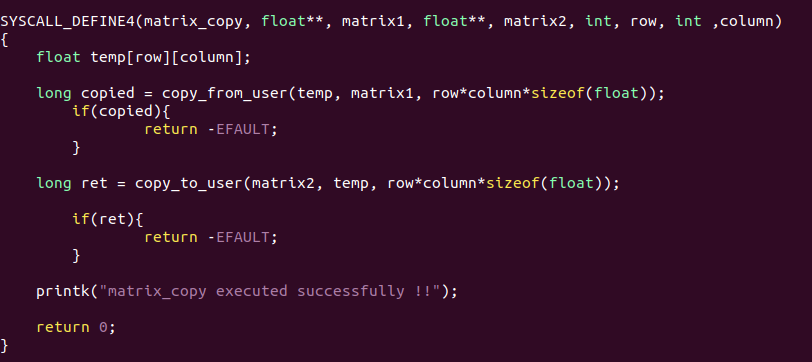 SYSCALL_DEFINE4(matrix_copy, float**, matrix1, float**, matrix2, int, row, int ,column)
{
    float temp[row][column];

    long copied = copy_from_user(temp, matrix1, row*column*sizeof(float));
        if(copied){
                return -EFAULT;
        }

    long ret = copy_to_user(matrix2, temp, row*column*sizeof(float));

        if(ret){
                return -EFAULT;
        }

    printk("matrix_copy executed successfully !!");

    return 0;
}